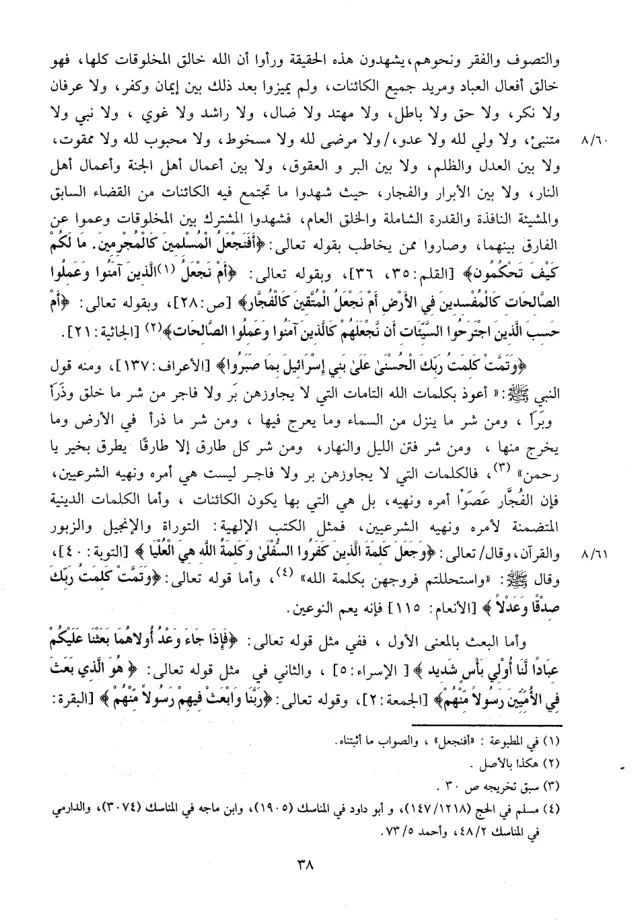 والتصوف والفقر ونحوهم،يشهدون هذه الحقيقة ورأوا أن الله خالق المخلوقات كلها، فهو
خالق أفعال العباد ومريد جميع الكائنات، ولم يميزوا بعد ذلك بين إيمان وكفر، ولا عرفان
ولا نكر، ولا حق ولا باطل، ولا مهتد ولا ضال، ولا راشد ولا غوي ، ولا نبي ولا
٨/٦٠ متنبئ، ولا ولي لله ولا عدو،/ ولا مرضى لله ولا مسخوط، ولا محبوب لله ولا ممقوت،
ولا بين العدل والظلم، ولا بين البر و العقوق، ولا بين أعمال أهل الجنة وأعمال أهل
النار، ولا بين الأبرار والفجار، حيث شهدوا ما تجتمع فيه الكائنات من القضاء السابق
والمشيئة النافذة والقدرة الشاملة والخلق العام، فشهدوا المشترك بين المخلوقات وعموا عن
الفارق بينهما، وصاروا ممن يخاطب بقوله تعالى:﴿أَفَنَجْعَلُ الْمُسْلِمِينَ كَالْمُجْرِمِينَ. مَا لَكُمْ
كَيْفَ تَحْكُمُونَ﴾ [القلم:٣٥، ٣٦]، وبقوله تعالى: ﴿أَمْ نَجْعَلُ (١)الَّذِينَ آمَنُوا وَعَمِلُوا
الصَّالِحَاتِ كَالْمُفْسِدِينَ فِي الأَرْضِ أَمْ نَجْعَلُ الْمُتَّقِينَ كَالْفُجَّارِ﴾ [ص:٢٨]، وبقوله تعالى: ﴿أَمْ
حَسِبَ الَّذِينَ اجْتَرَحُوا السَّيِّئَاتِ أَن نَّجْعَلَهُمْ كَالَّذِينَ آمَنُوا وَعَمِلُوا الصَّالِحَاتِ﴾(٢) [الجاثية:٢١].
﴿وَتَمَّتْ كَلِمَتُ رَبِّكَ الْحُسْنَىٰ عَلَىٰ بَنِي إِسْرَائِيلَ بِمَا صَبَرُوا﴾ [الأعراف:١٣٧]، ومنه قول
النبي ﷺ:« أعوذ بكلمات الله التامات التي لا يجاوزهن بَر ولا فاجر من شر ما خلق وذَرَأ
وبَرَأ ، ومن شر ما ينزل من السماء وما يعرج فيها ، ومن شر ما ذرأ في الأرض وما
يخرج منها ، ومن شر فتن الليل والنهار، ومن شر كل طارق إلا طارقًا يطرق بخير يا
رحمن» (٣)، فالكلمات التي لا يجاوزهن بر ولا فاجـر ليست هي أمره ونهيه الشرعيين،
فإن الفُجَّار عَصَوْا أمره ونهيه، بل هي التي بها يكون الكائنات ، وأما الكلمات الدينية
المتضمنة لأمره ونهيه الشرعيين، فمثل الكتب الإلهية: التوراة والإنجيل والزبور
٨/٦١ والقرآن،وقال/ تعالى: ﴿وَجَعَلَ كَلِمَةَ الَّذِينَ كَفَرُوا السُّفْلَىٰ وَكَلِمَةُ اللَّهِ هِيَ الْعُلْيَا ﴾ [التوبة:٤٠]،
وقال ﷺ: «واستحللتم فروجهن بكلمة الله» (٤)، وأما قوله تعالى:﴿وَتَمَّتْ كَلِمَتُ رَبِّكَ
صِدْقًا وَعَدْلاً ﴾ [الأنعام: ١١٥] فإنه يعم النوعين.
وأما البعث بالمعنى الأول ، ففي مثل قوله تعالى: ﴿فَإِذَا جَاءَ وَعْدُ أُولاهُمَا بَعَثْنَا عَلَيْكُمْ
عِبَادًا لَّنَا أُوْلِي بَأْسٍ شَدِيدٍ ﴾ [ الإسراء:٥] ، والثاني في مثل قوله تعالى: ﴿ هُوَ الَّذِي بَعَثَ
فِي الأُمِّيِّينَ رَسُولاً مِّنْهُمْ﴾ [الجمعة:٢]، وقوله تعالى:﴿رَبَّنَا وَابْعَثْ فِيهِمْ رَسُولاً مِّنْهُمْ ﴾ [البقرة:
(١) في المطبوعة : «أفنجعل» ، والصواب ما أثبتناه.
(٢) هكذا بالأصل .
(٣) سبق تخريجه ص ٣٠ .
(٤) مسلم في الحج (١٤٧/١٢١٨)، و أبو داود في المناسك (١٩٠٥)، وابن ماجه في المناسك (٣٠٧٤)، والدارمي
في المناسك ٤٨/٢، وأحمد ٧٣/٥.
٣٨